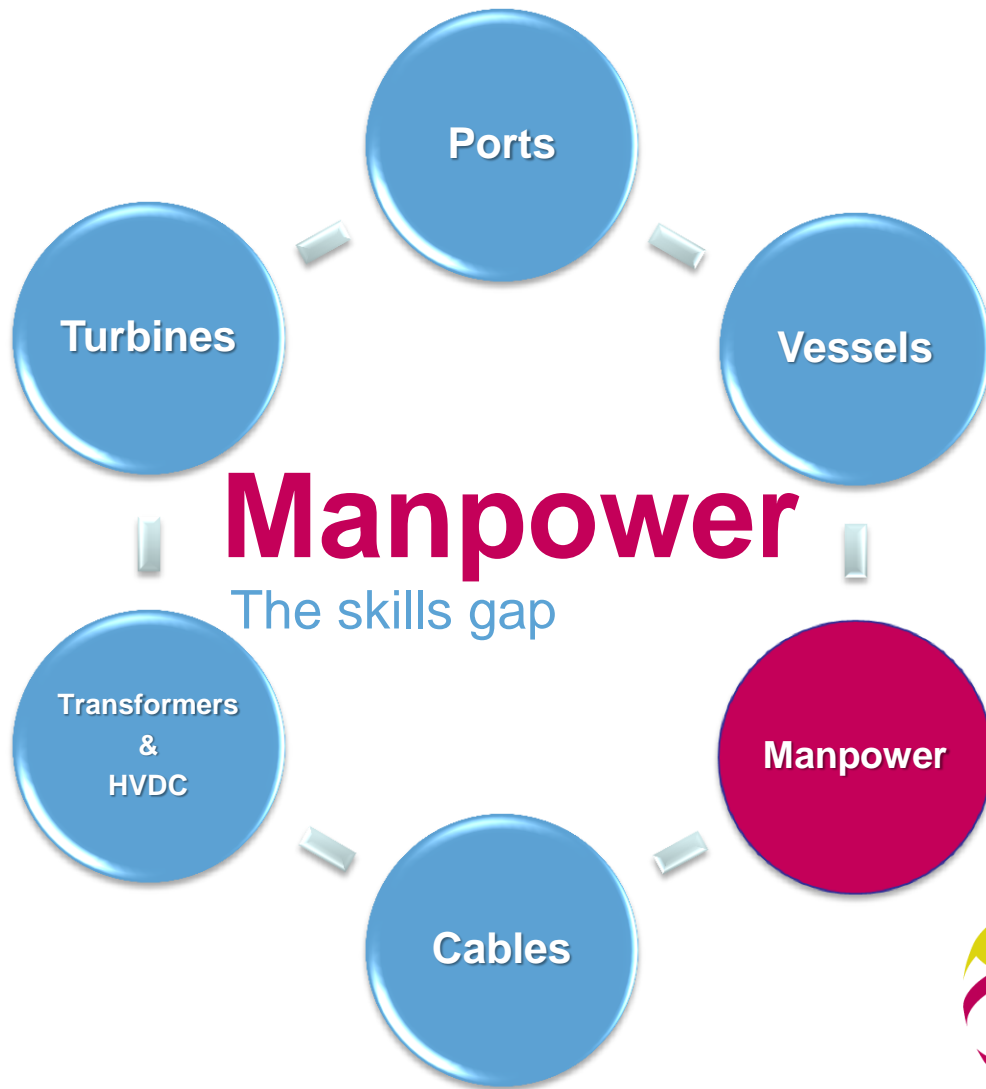 Ports
Turbines
Vessels
Manpower
The skills gap
Transformers
&
HVDC
Manpower
Cables